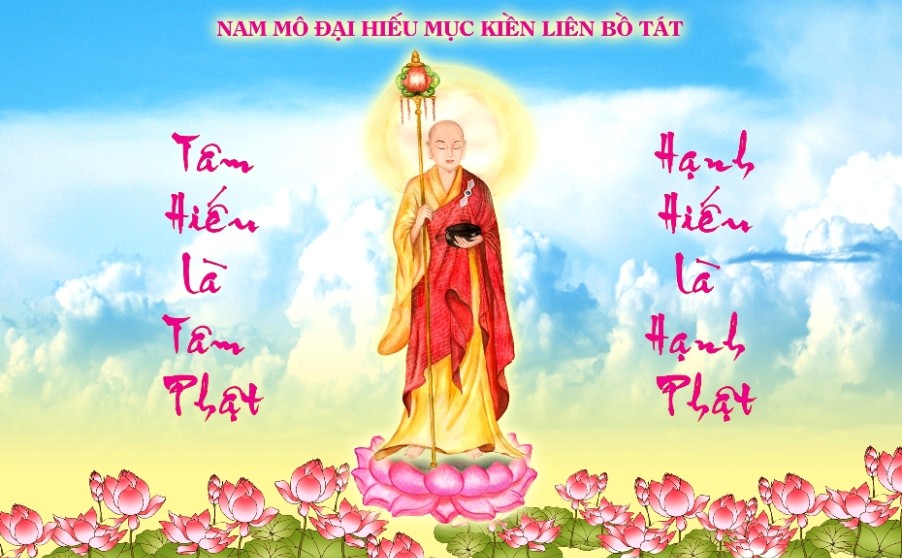 NAM MÔ ĐẠI HIẾU MỤC KIỀN LIÊN BỒ TÁT
Tâm
Hiếu
Là
Tâm
Phật
Hạnh
Hiếu
Là
Hạnh
Phật